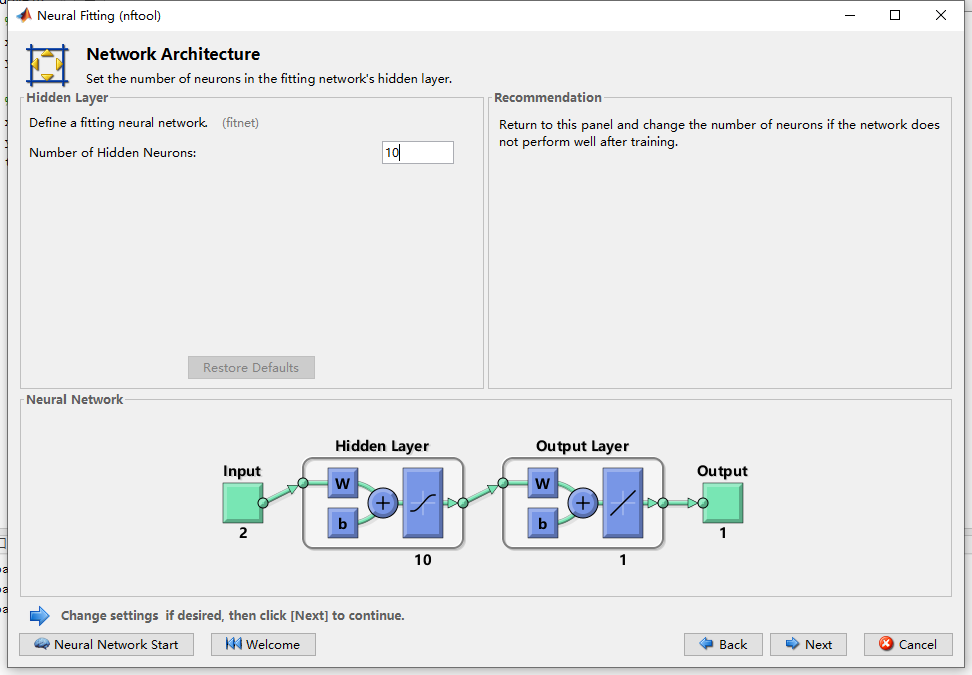 Neural Fitting (nftool)
Network Architecture
Set the number of neurons in the fitting network's hidden layer.
Hidden Layer
Define a fitting neural network. (fitnet)
Number of Hidden Neurons: 10
Restore Defaults
Recommendation
Return to this panel and change the number of neurons if the network does
not perform well after training.
Neural Network
Hidden Layer Output Layer
Input Output
W W
b b
2 1
10 1
Change settings if desired, then click [Next] to continue.
Neural Network Start Welcome Back Next Cancel